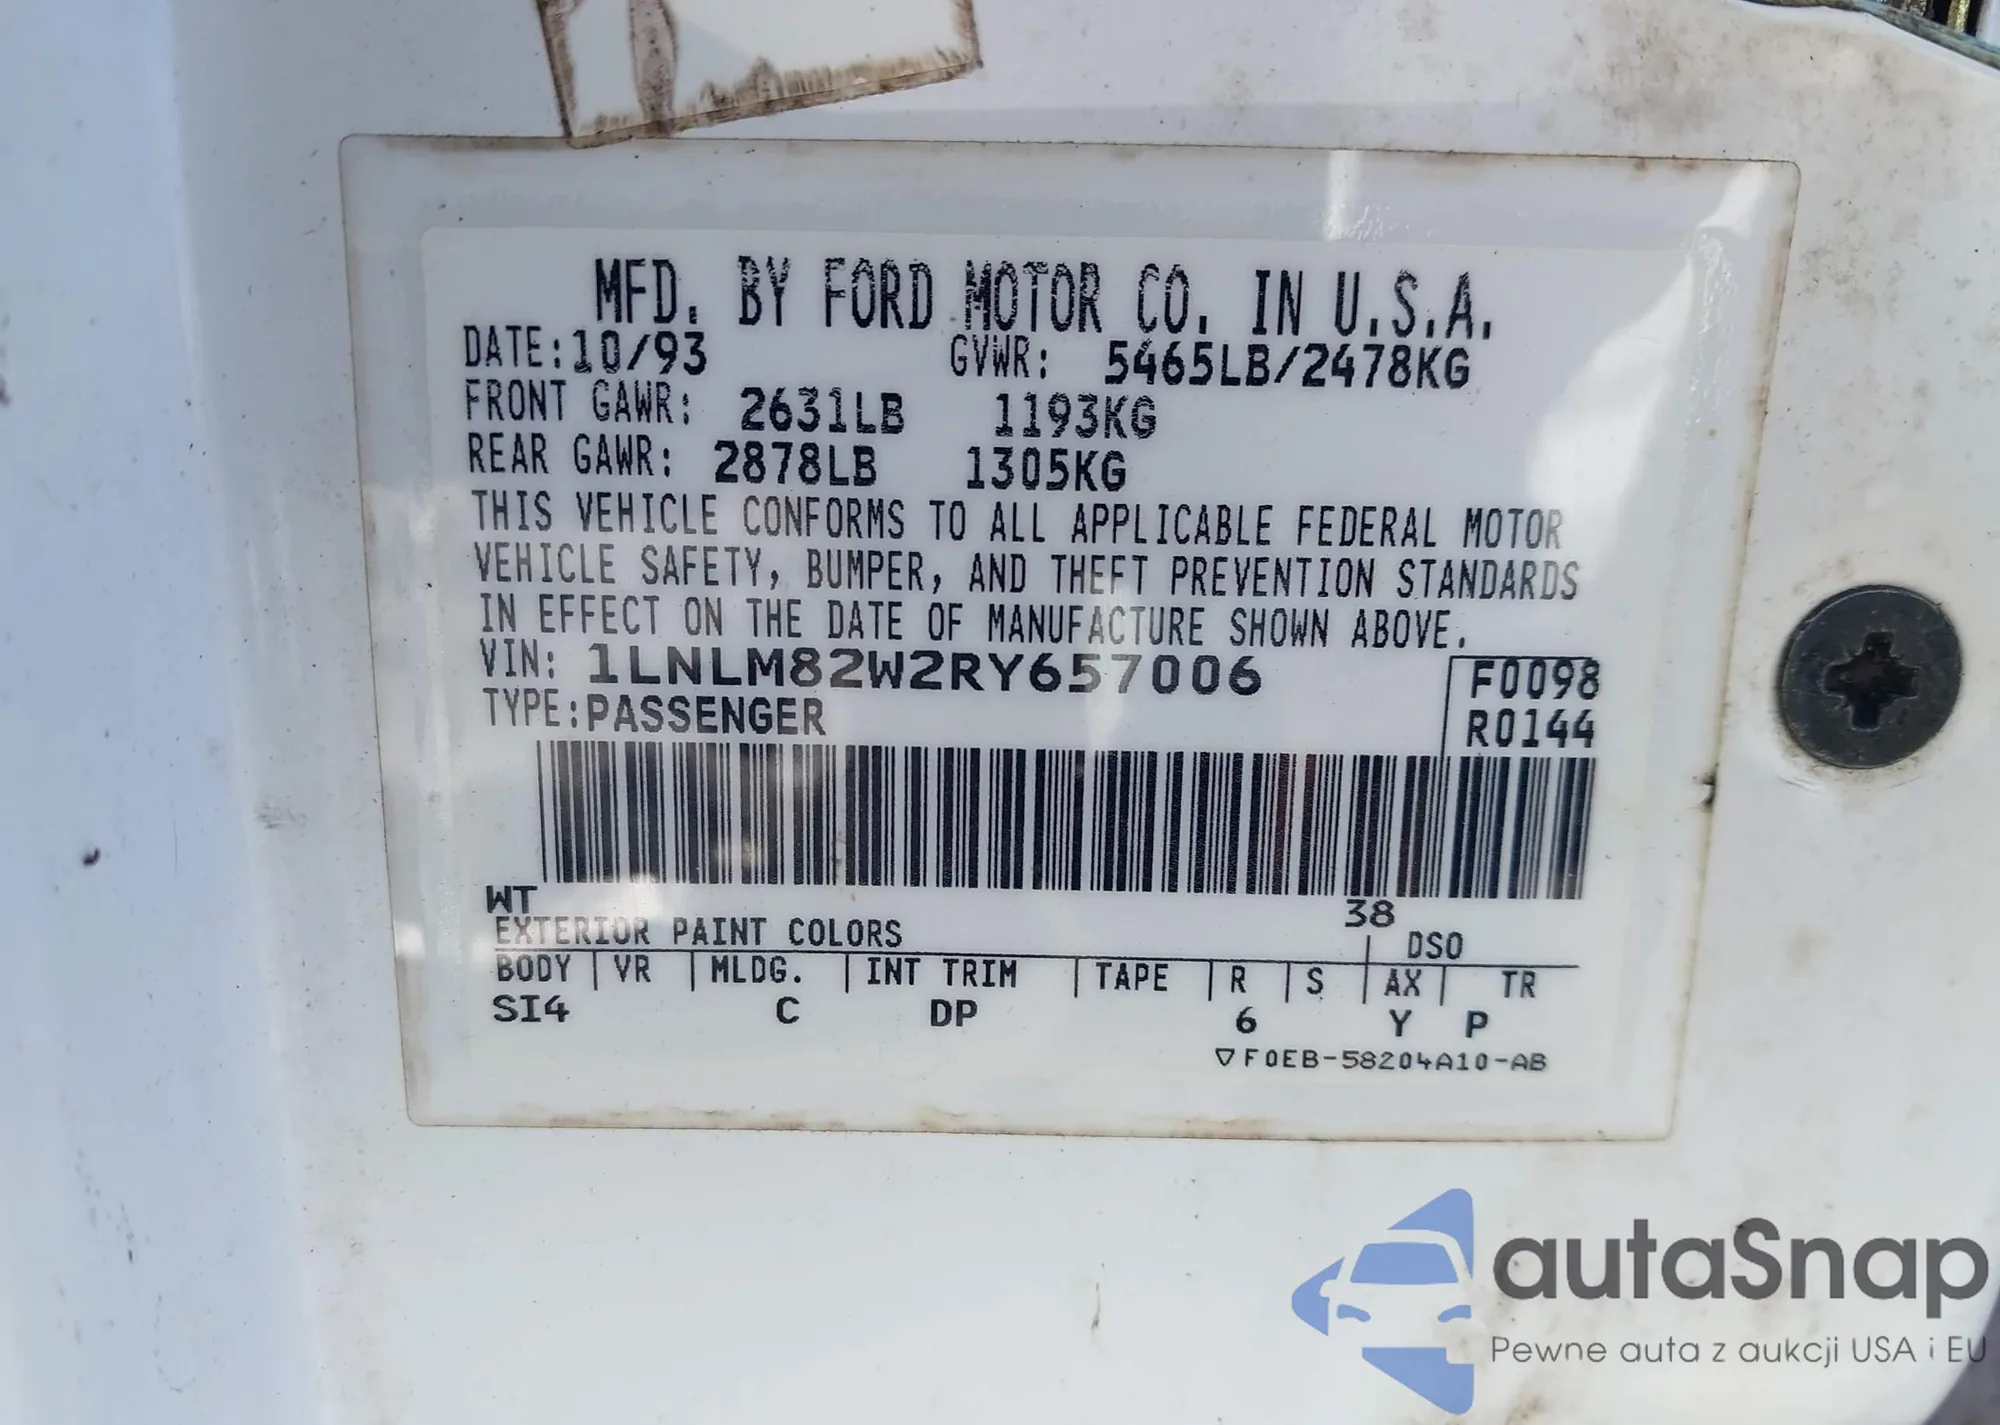 MFD. BY FORD MOTOR CO. IN U.S.A.
DATE: 10/93 GVWR: 5465LB/2478KG
FRONT GAWR: 2631LB 1193KG
REAR GAWR: 2878LB 1305KG
THIS VEHICLE CONFORMS TO ALL APPLICABLE FEDERAL MOTOR
VEHICLE SAFETY, BUMPER, AND THEFT PREVENTION STANDARDS
IN EFFECT ON THE DATE OF MANUFACTURE SHOWN ABOVE.
VIN: 1LNLM82W2RY657006 F0098
TYPE: PASSENGER R0144
WT 38
EXTERIOR PAINT COLORS DSO
BODY VR MLDG. INT TRIM TAPE R S AX TR
SI4 C DP 6 Y P
▽F0EB-58204A10-AB
autaSnap
Pewne auta z aukcji USA i EU